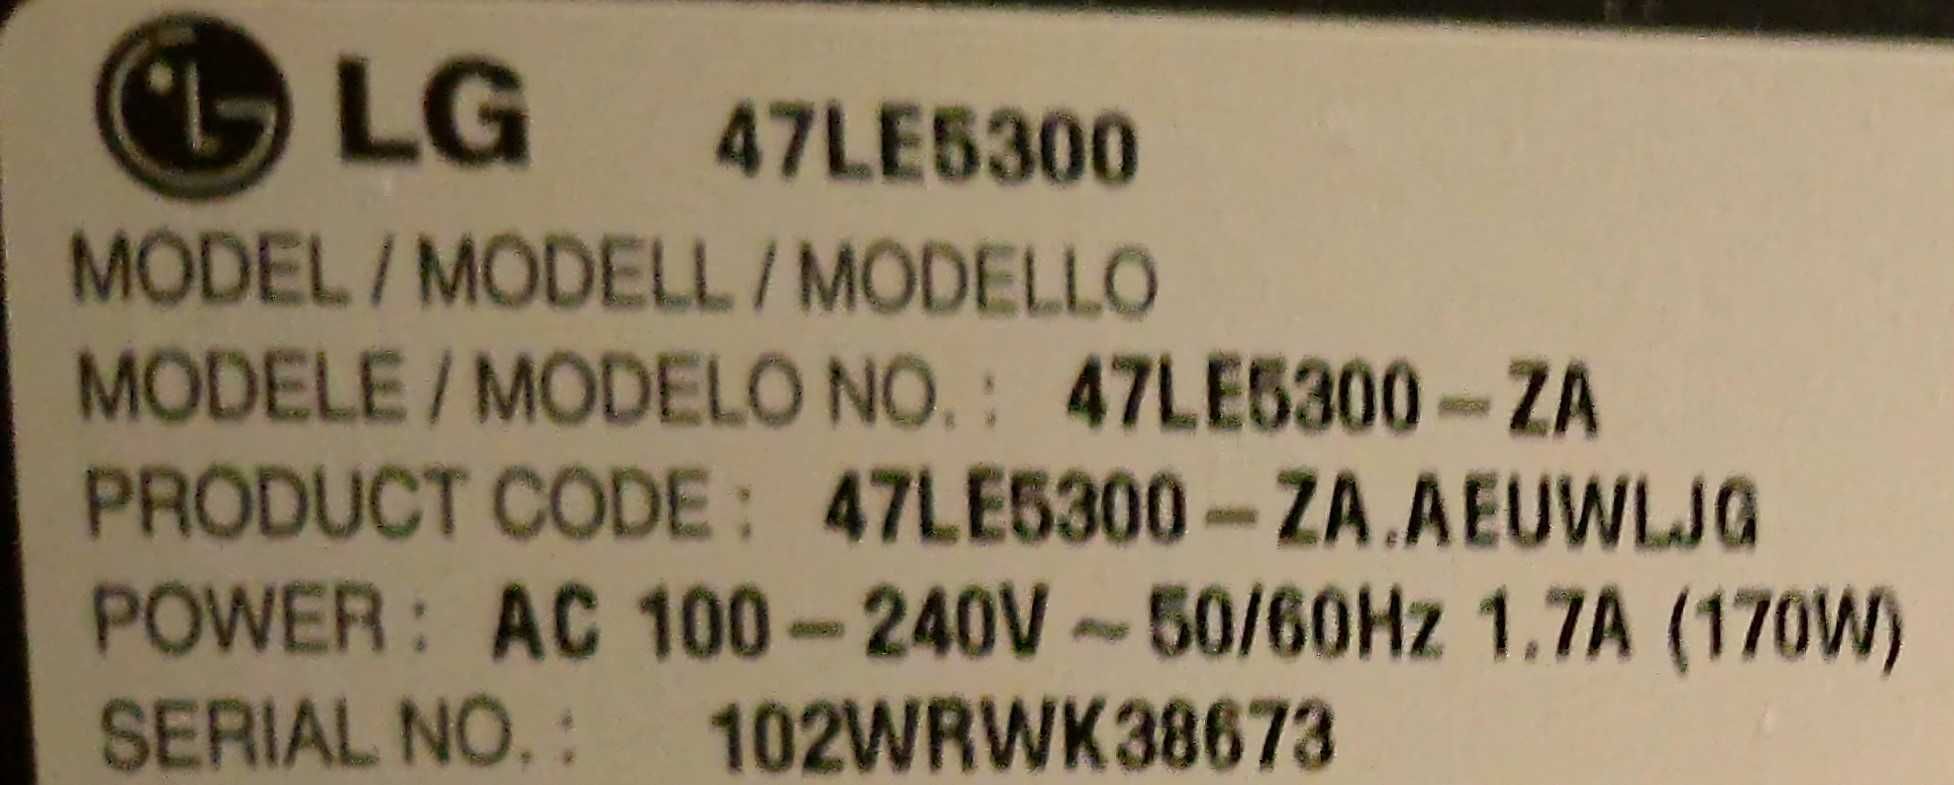 LG 47LE5300
MODEL / MODELL / MODELLO
MODELE / MODELO NO. : 47LE5300-ZA
PRODUCT CODE : 47LE5300-ZA.AEUWLJG
POWER : AC 100-240V ~ 50/60Hz 1.7A (170W)
SERIAL NO. : 102WRWK38673